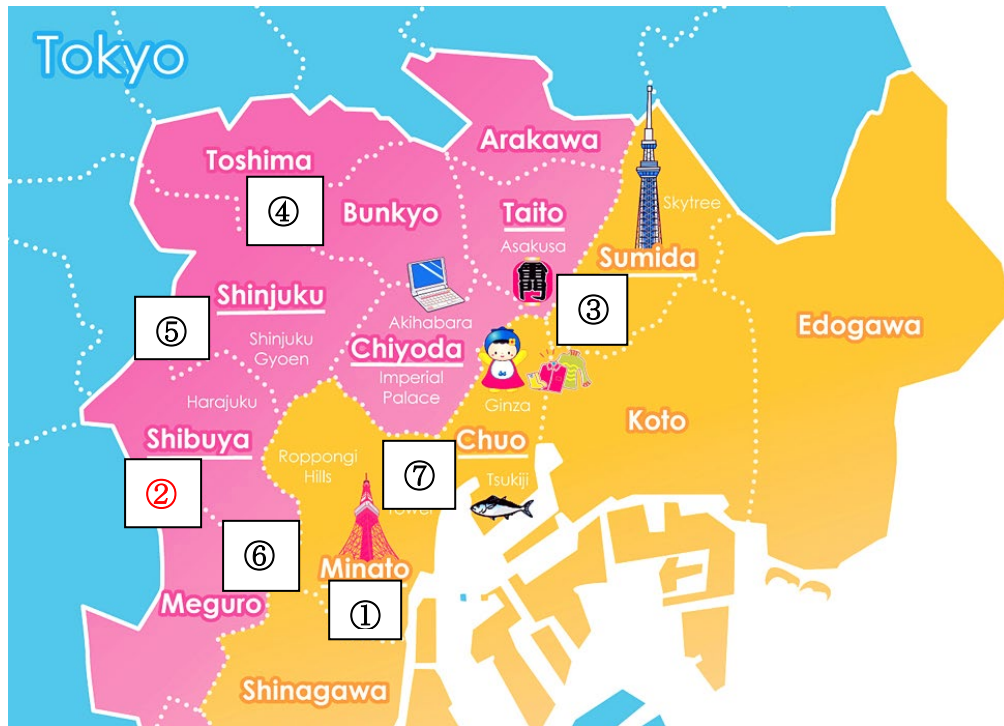 Tokyo
Arakawa
Toshima
④
Bunkyo
Taito
Skytree
Asakusa
Sumida
Shinjuku
③
⑤
Akihabara
Edogawa
Shinjuku
Gyoen
Chiyoda
Imperial
Palace
Harajuku
Ginza
Koto
Shibuya
Chuo
Roppongi
Hills
⑦
Tsukiji
②
Tower
⑥
Minato
Meguro
①
Shinagawa